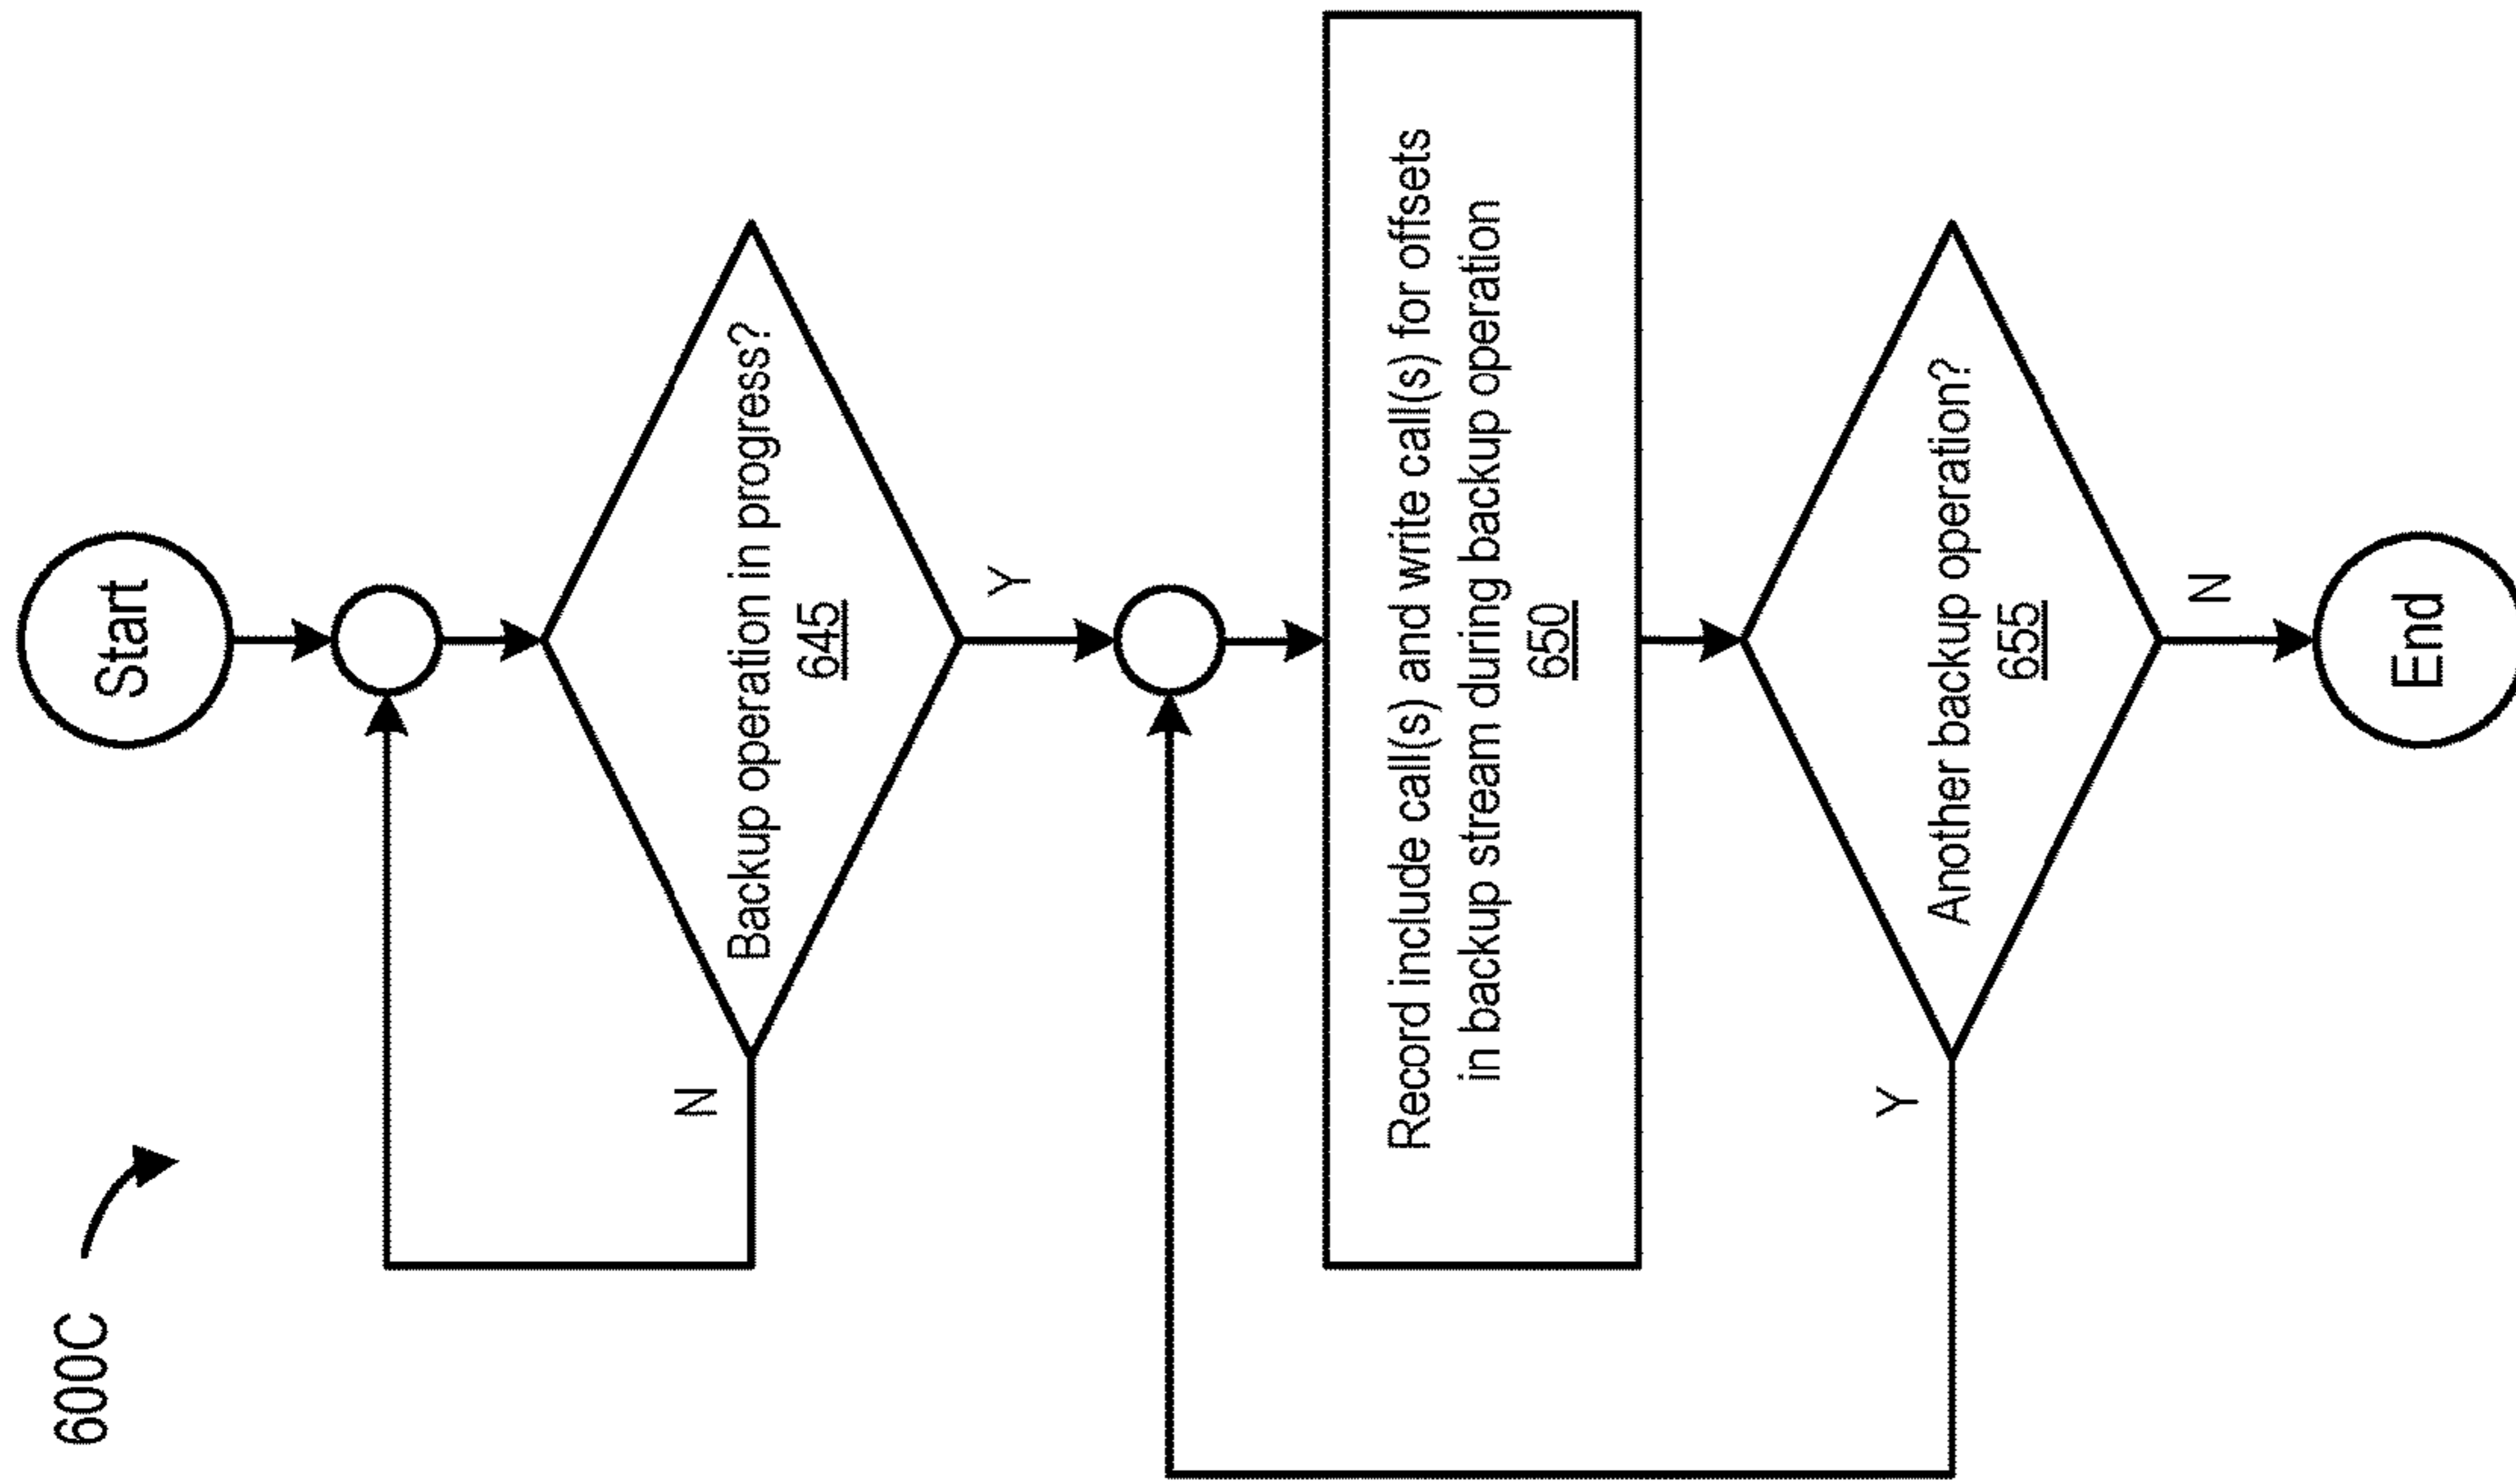 600C
Start
Backup operation in progress?
645
N
Y
Record include call(s) and write call(s) for offsets
in backup stream during backup operation
650
Another backup operation?
655
Y
N
End